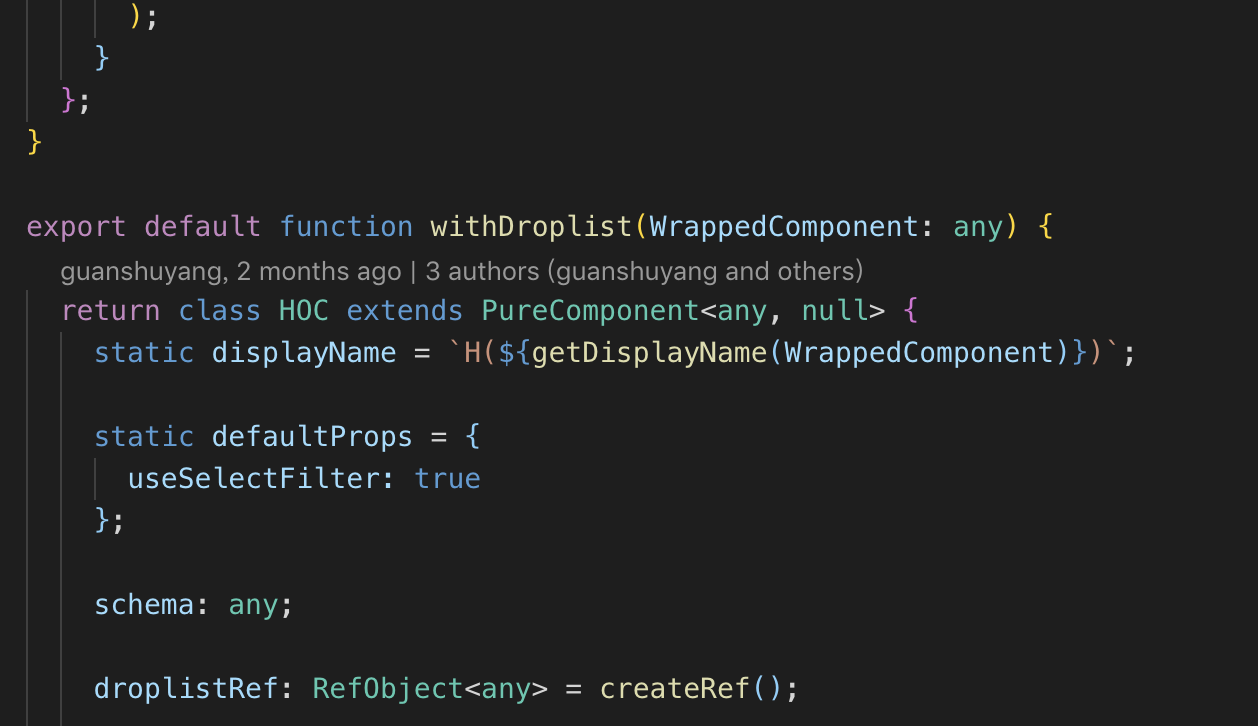 );
}
};
}
export default function withDroplist(WrappedComponent: any) {
guanshuyang, 2 months ago | 3 authors (guanshuyang and others)
return class HOC extends PureComponent<any, null> {
static displayName = `H(${getDisplayName(WrappedComponent)})`;
static defaultProps = {
useSelectFilter: true
};
schema: any;
droplistRef: RefObject<any> = createRef();